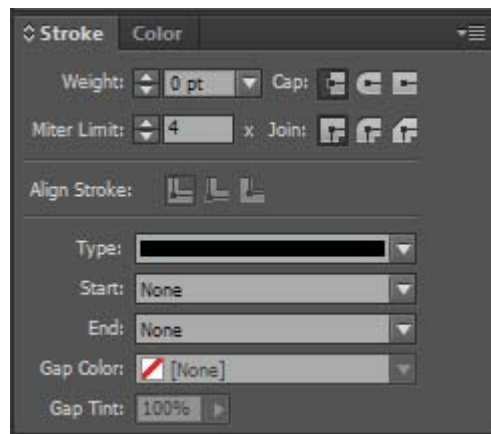 Stroke Color
Weight: 0 pt Cap:
Miter Limit: 4 x Join:
Align Stroke:
Type:
Start: None
End: None
Gap Color: [None]
Gap Tint: 100%